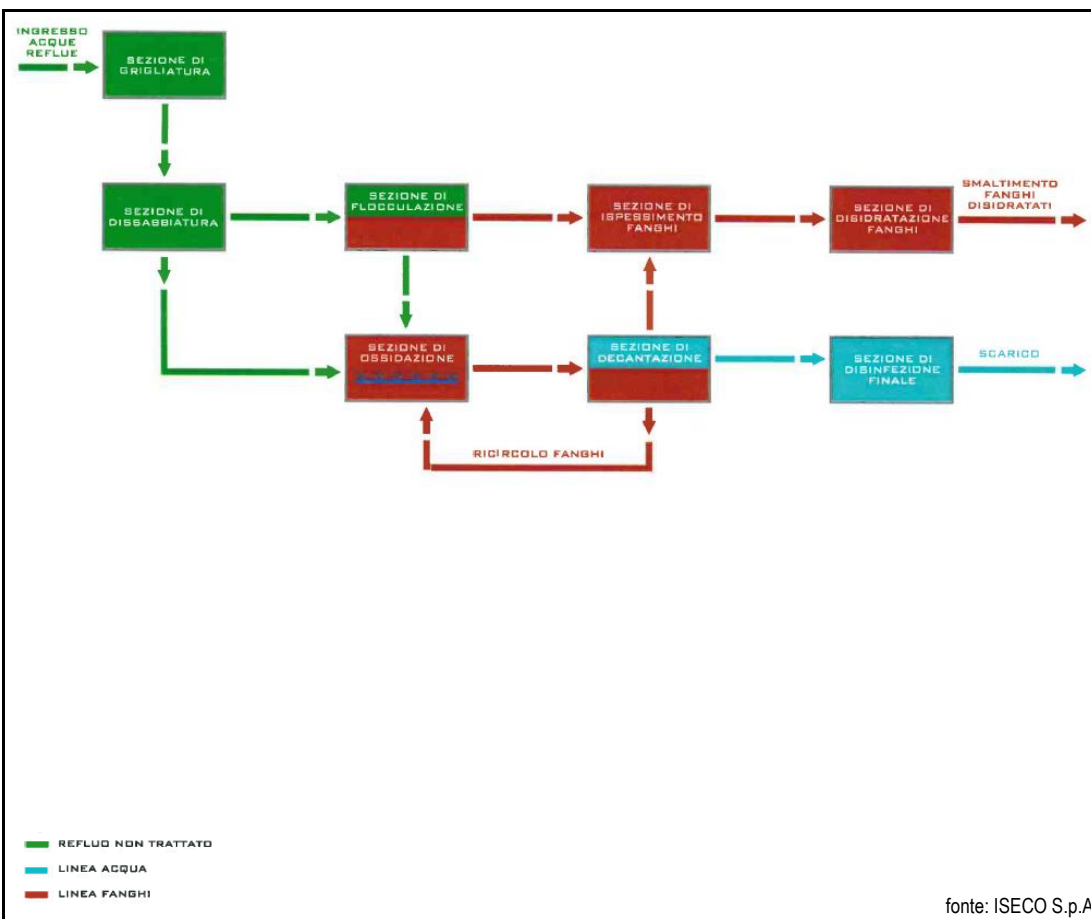 INGRESSO
ACQUE
REFLUE
SEZIONE DI
GRIGLIATURA
SEZIONE DI
DISSABBIATURA
SEZIONE DI
FLOCCULAZIONE
SEZIONE DI
ISPESSIMENTO
FANGHI
SEZIONE DI
DISIDRATAZIONE
FANGHI
SMALTIMENTO
FANGHI
DISIDRATATI
SEZIONE DI
OSSIDAZIONE
SEZIONE DI
DECANTAZIONE
SEZIONE DI
DISINFEZIONE
FINALE
SCARICO
RICIRCOLO FANGHI
REFLUO NON TRATTATO
LINEA ACQUA
LINEA FANGHI
fonte: ISECO S.p.A